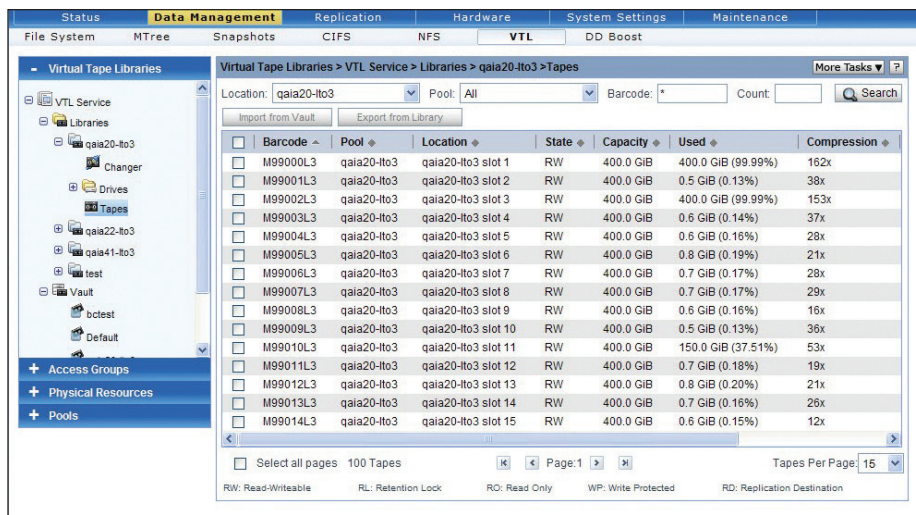 Status Data Management Replication Hardware System Settings Maintenance
File System MTree Snapshots CIFS NFS VTL DD Boost
- Virtual Tape Libraries
VTL Service
Libraries
qaia20-lto3
Changer
Drives
Tapes
qaia22-lto3
qaia41-lto3
test
Vault
bctest
Default
+ Access Groups
+ Physical Resources
+ Pools
Virtual Tape Libraries > VTL Service > Libraries > qaia20-lto3 >Tapes More Tasks ▼ ?
Location: qaia20-lto3 Pool: All Barcode: * Count: Search
Import from Vault Export from Library
Barcode Pool Location State Capacity Used Compression
M99000L3 qaia20-lto3 qaia20-lto3 slot 1 RW 400.0 GiB 400.0 GiB (99.99%) 162x
M99001L3 qaia20-lto3 qaia20-lto3 slot 2 RW 400.0 GiB 0.5 GiB (0.13%) 38x
M99002L3 qaia20-lto3 qaia20-lto3 slot 3 RW 400.0 GiB 400.0 GiB (99.99%) 153x
M99003L3 qaia20-lto3 qaia20-lto3 slot 4 RW 400.0 GiB 0.6 GiB (0.14%) 37x
M99004L3 qaia20-lto3 qaia20-lto3 slot 5 RW 400.0 GiB 0.6 GiB (0.16%) 28x
M99005L3 qaia20-lto3 qaia20-lto3 slot 6 RW 400.0 GiB 0.8 GiB (0.19%) 21x
M99006L3 qaia20-lto3 qaia20-lto3 slot 7 RW 400.0 GiB 0.7 GiB (0.17%) 28x
M99007L3 qaia20-lto3 qaia20-lto3 slot 8 RW 400.0 GiB 0.7 GiB (0.17%) 29x
M99008L3 qaia20-lto3 qaia20-lto3 slot 9 RW 400.0 GiB 0.6 GiB (0.16%) 16x
M99009L3 qaia20-lto3 qaia20-lto3 slot 10 RW 400.0 GiB 0.5 GiB (0.13%) 36x
M99010L3 qaia20-lto3 qaia20-lto3 slot 11 RW 400.0 GiB 150.0 GiB (37.51%) 53x
M99011L3 qaia20-lto3 qaia20-lto3 slot 12 RW 400.0 GiB 0.7 GiB (0.18%) 19x
M99012L3 qaia20-lto3 qaia20-lto3 slot 13 RW 400.0 GiB 0.8 GiB (0.20%) 21x
M99013L3 qaia20-lto3 qaia20-lto3 slot 14 RW 400.0 GiB 0.7 GiB (0.16%) 26x
M99014L3 qaia20-lto3 qaia20-lto3 slot 15 RW 400.0 GiB 0.6 GiB (0.15%) 12x
Select all pages 100 Tapes Page:1 Tapes Per Page: 15
RW: Read-Writeable RL: Retention Lock RO: Read Only WP: Write Protected RD: Replication Destination